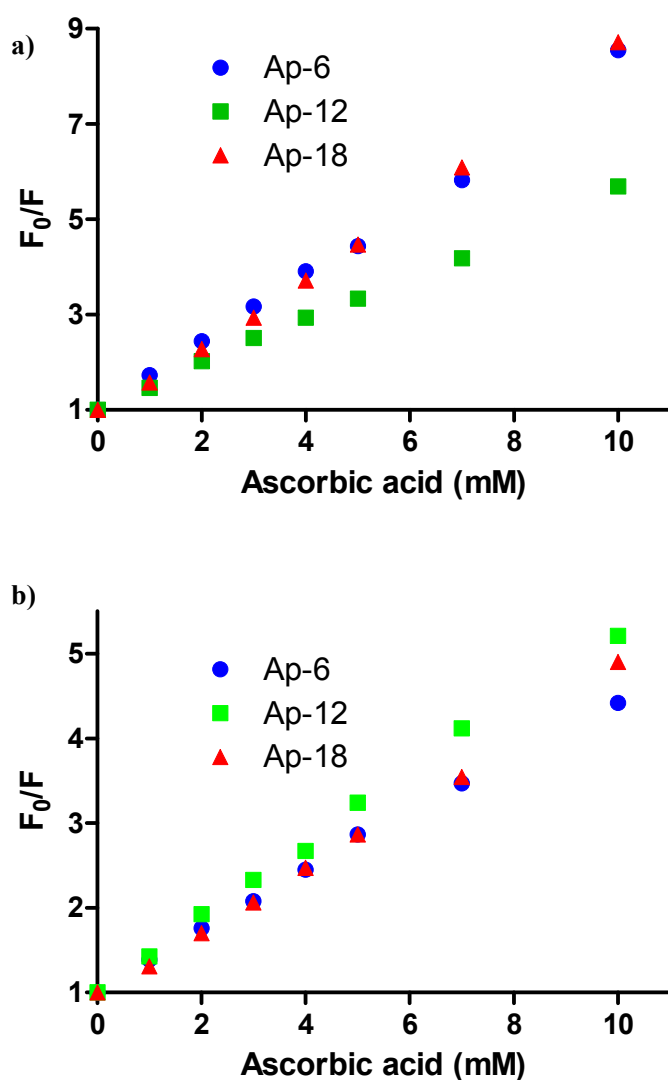 a)
9
7
5
3
1
F₀/F
Ap-6
Ap-12
Ap-18
0 2 4 6 8 10
Ascorbic acid (mM)
b)
5
4
3
2
1
F₀/F
Ap-6
Ap-12
Ap-18
0 2 4 6 8 10
Ascorbic acid (mM)